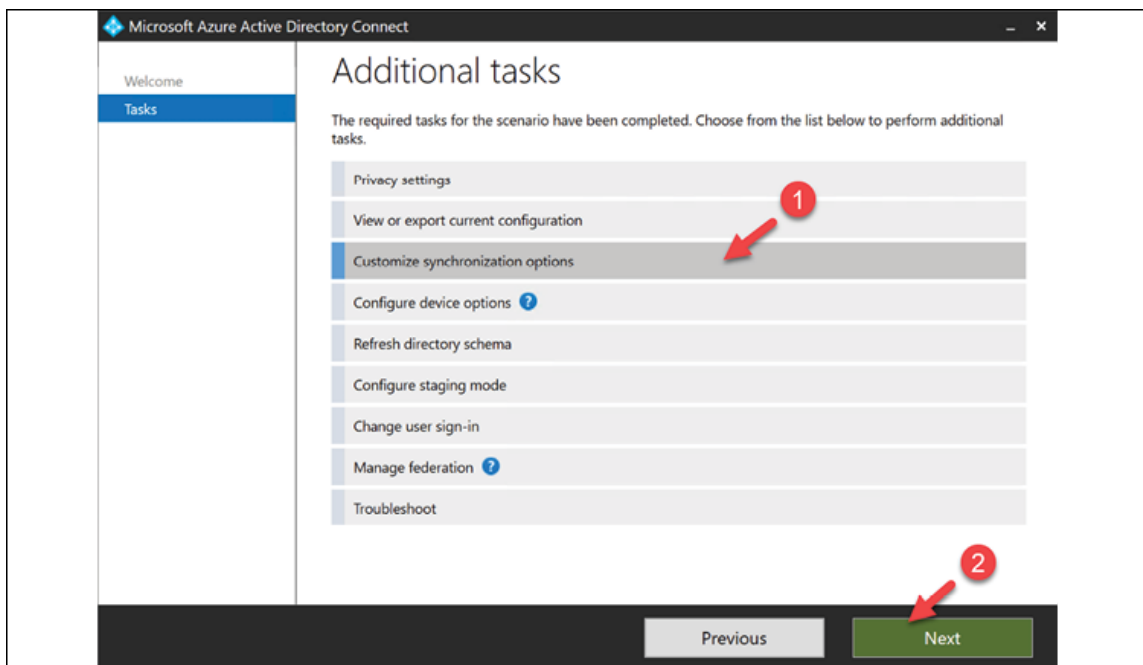 Microsoft Azure Active Directory Connect
Welcome
Tasks
Additional tasks
The required tasks for the scenario have been completed. Choose from the list below to perform additional
tasks.
Privacy settings
View or export current configuration
1
Customize synchronization options
Configure device options ?
Refresh directory schema
Configure staging mode
Change user sign-in
Manage federation ?
Troubleshoot
2
Previous
Next